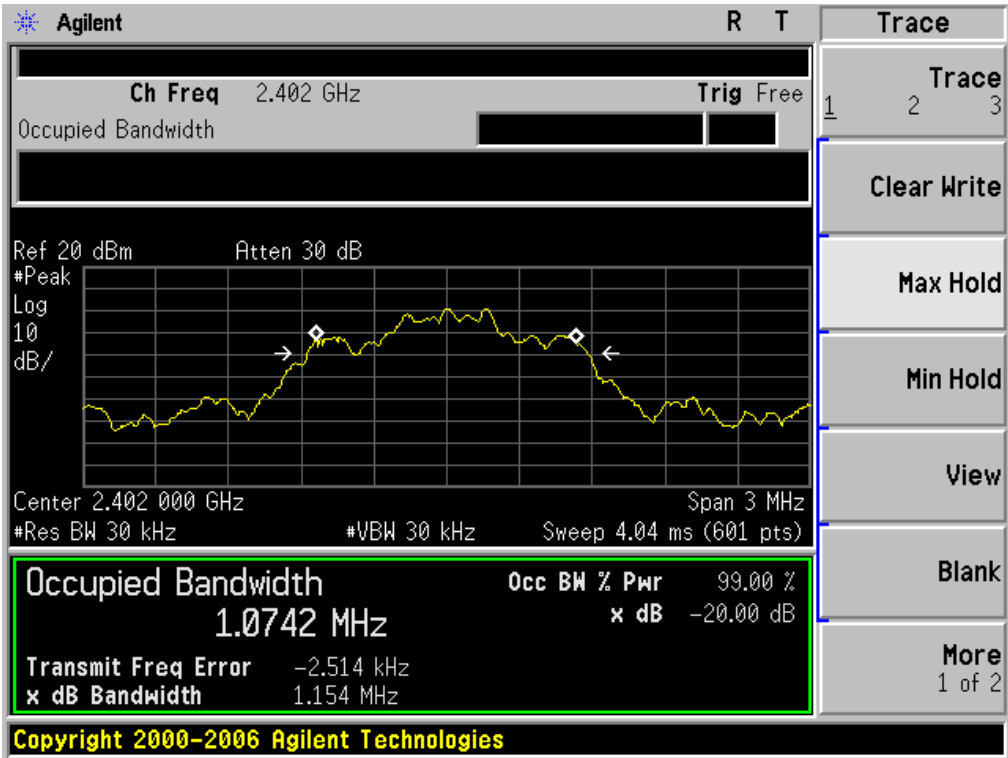 Agilent R T
Ch Freq 2.402 GHz Trig Free
Occupied Bandwidth
Ref 20 dBm Atten 30 dB
#Peak
Log
10
dB/
Center 2.402 000 GHz Span 3 MHz
#Res BW 30 kHz #VBW 30 kHz Sweep 4.04 ms (601 pts)
Occupied Bandwidth
1.0742 MHz
Occ BW % Pwr 99.00 %
x dB -20.00 dB
Transmit Freq Error -2.514 kHz
x dB Bandwidth 1.154 MHz
Copyright 2000-2006 Agilent Technologies
Trace
Trace
1 2 3
Clear Write
Max Hold
Min Hold
View
Blank
More
1 of 2